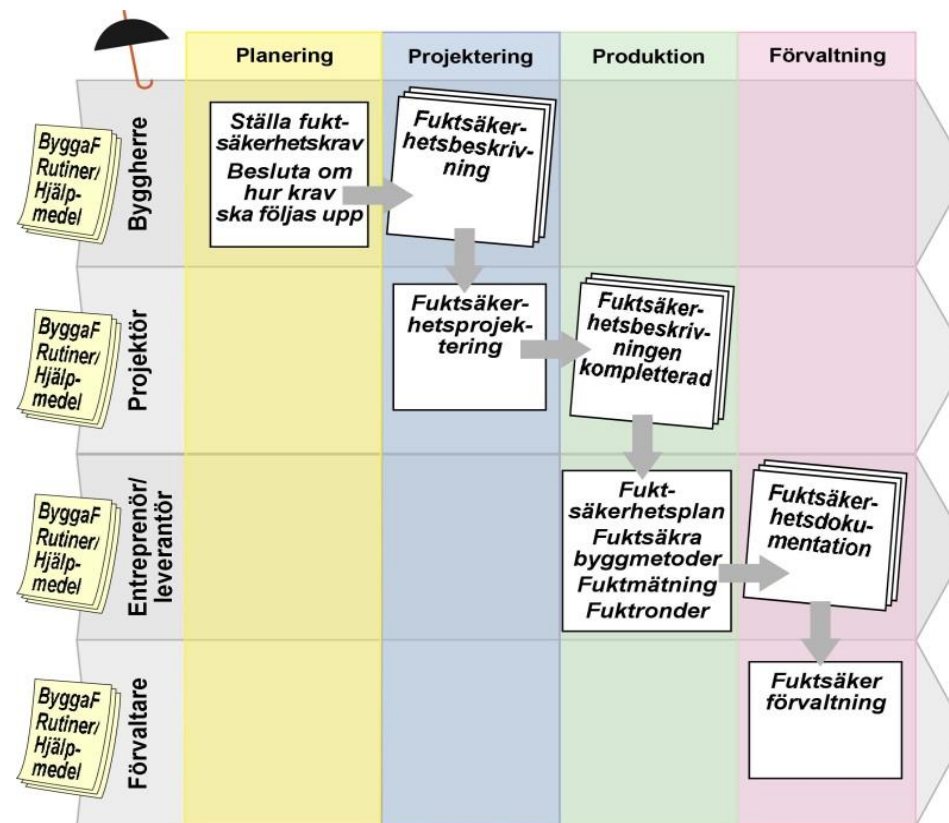 Planering
Projektering
Produktion
Förvaltning
ByggaF
Rutiner/
Hjälp-
medel
Byggherre
Ställa fukt-
säkerhetskrav
Besluta om
hur krav
ska följas upp
Fuktsäker-
hetsbeskriv-
ning
ByggaF
Rutiner/
Hjälp-
medel
Projektör
Fuktsäker-
hetsprojek-
tering
Fuktsäker-
hetsbeskriv-
ningen
kompletterad
ByggaF
Rutiner/
Hjälp-
medel
Entreprenör/
leverantör
Fukt-
säkerhetsplan
Fuktsäkra
byggmetoder
Fuktmätning
Fuktronder
Fuktsäker-
hetsdoku-
mentation
ByggaF
Rutiner/
Hjälp-
medel
Förvaltare
Fuktsäker
förvaltning